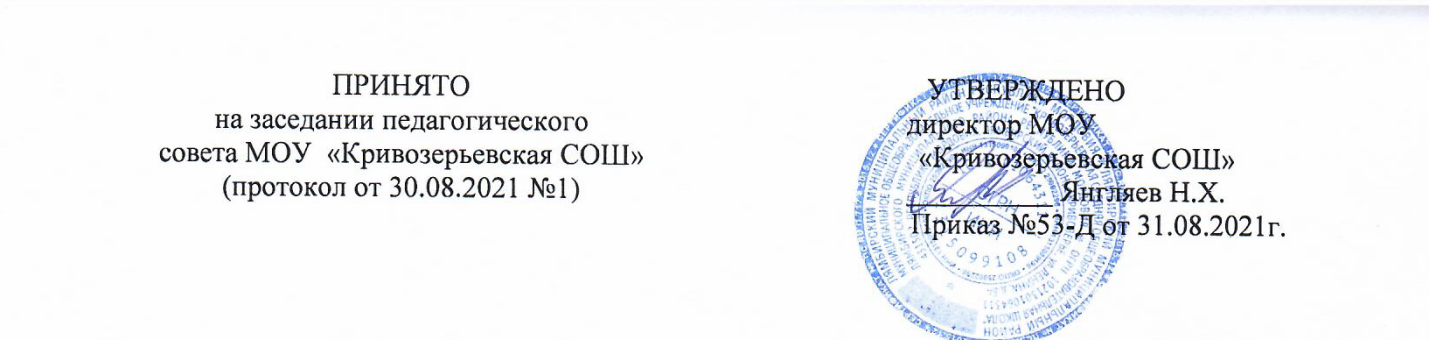 ПРИНЯТО
на заседании педагогического
совета МОУ «Кривозерьевская СОШ»
(протокол от 30.08.2021 №1)
УТВЕРЖДЕНО
директор МОУ
«Кривозерьевская СОШ»
Янгляев Н.Х.
Приказ №53-Д от 31.08.2021г.